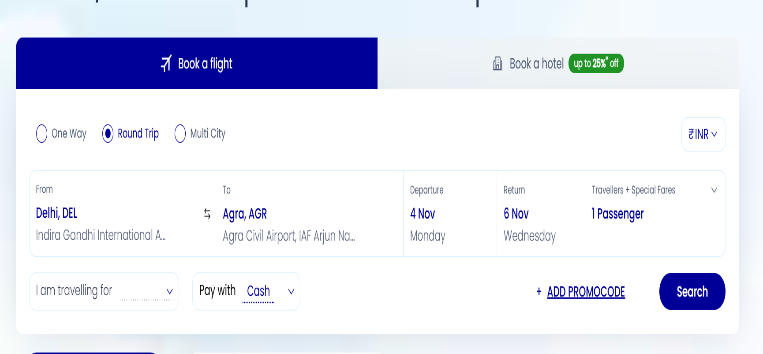 Book a flight
Book a hotel up to 25%* off
One Way Round Trip Multi City
₹ INR
From
Delhi, DEL
Indira Gandhi International A...
To
Agra, AGR
Agra Civil Airport, IAF Arjun Na...
Departure
4 Nov
Monday
Return
6 Nov
Wednesday
Travellers + Special Fares
1 Passenger
I am travelling for
Pay with Cash
+ ADD PROMOCODE
Search